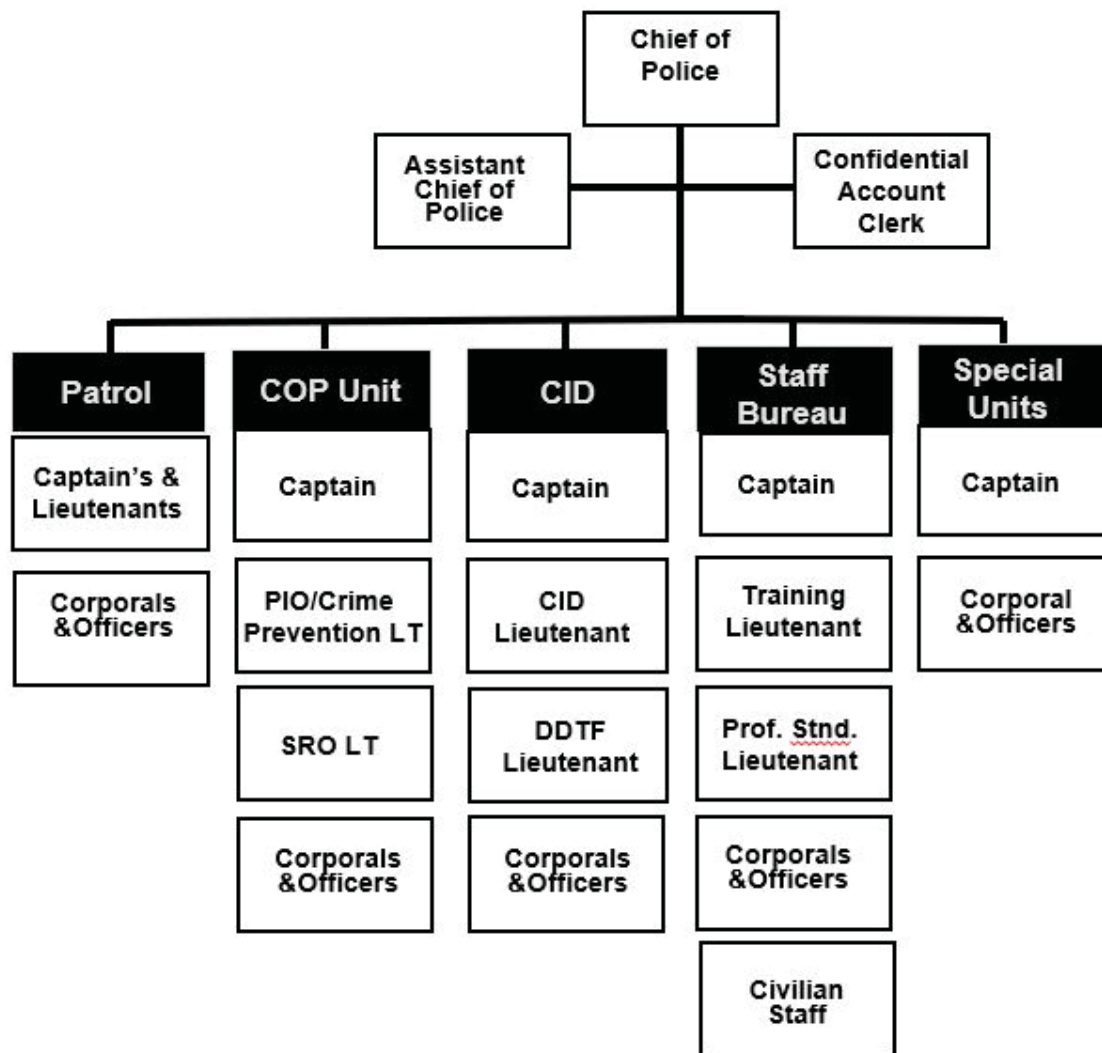 Chief of
Police
Assistant
Chief of
Police
Confidential
Account
Clerk
Patrol
Captain’s &
Lieutenants
Corporals
&Officers
COP Unit
Captain
PIO/Crime
Prevention LT
SRO LT
Corporals
&Officers
CID
Captain
CID
Lieutenant
DDTF
Lieutenant
Corporals
&Officers
Staff
Bureau
Captain
Training
Lieutenant
Prof. Stnd.
Lieutenant
Corporals
&Officers
Civilian
Staff
Special
Units
Captain
Corporal
&Officers